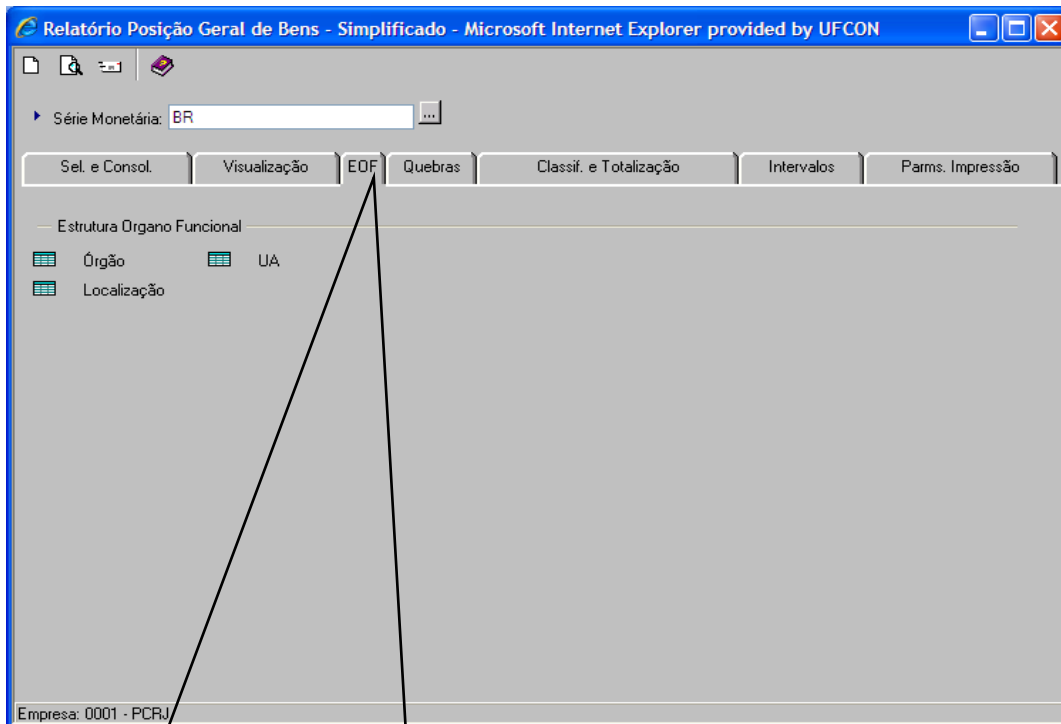 Relatório Posição Geral de Bens - Simplificado - Microsoft Internet Explorer provided by UFCON
Série Monetária: BR ...
Sel. e Consol. Visualização EOF Quebras Classif. e Totalização Intervalos Parms. Impressão
Estrutura Organo Funcional
Órgão UA
Localização
Empresa: 0001 - PCRJ